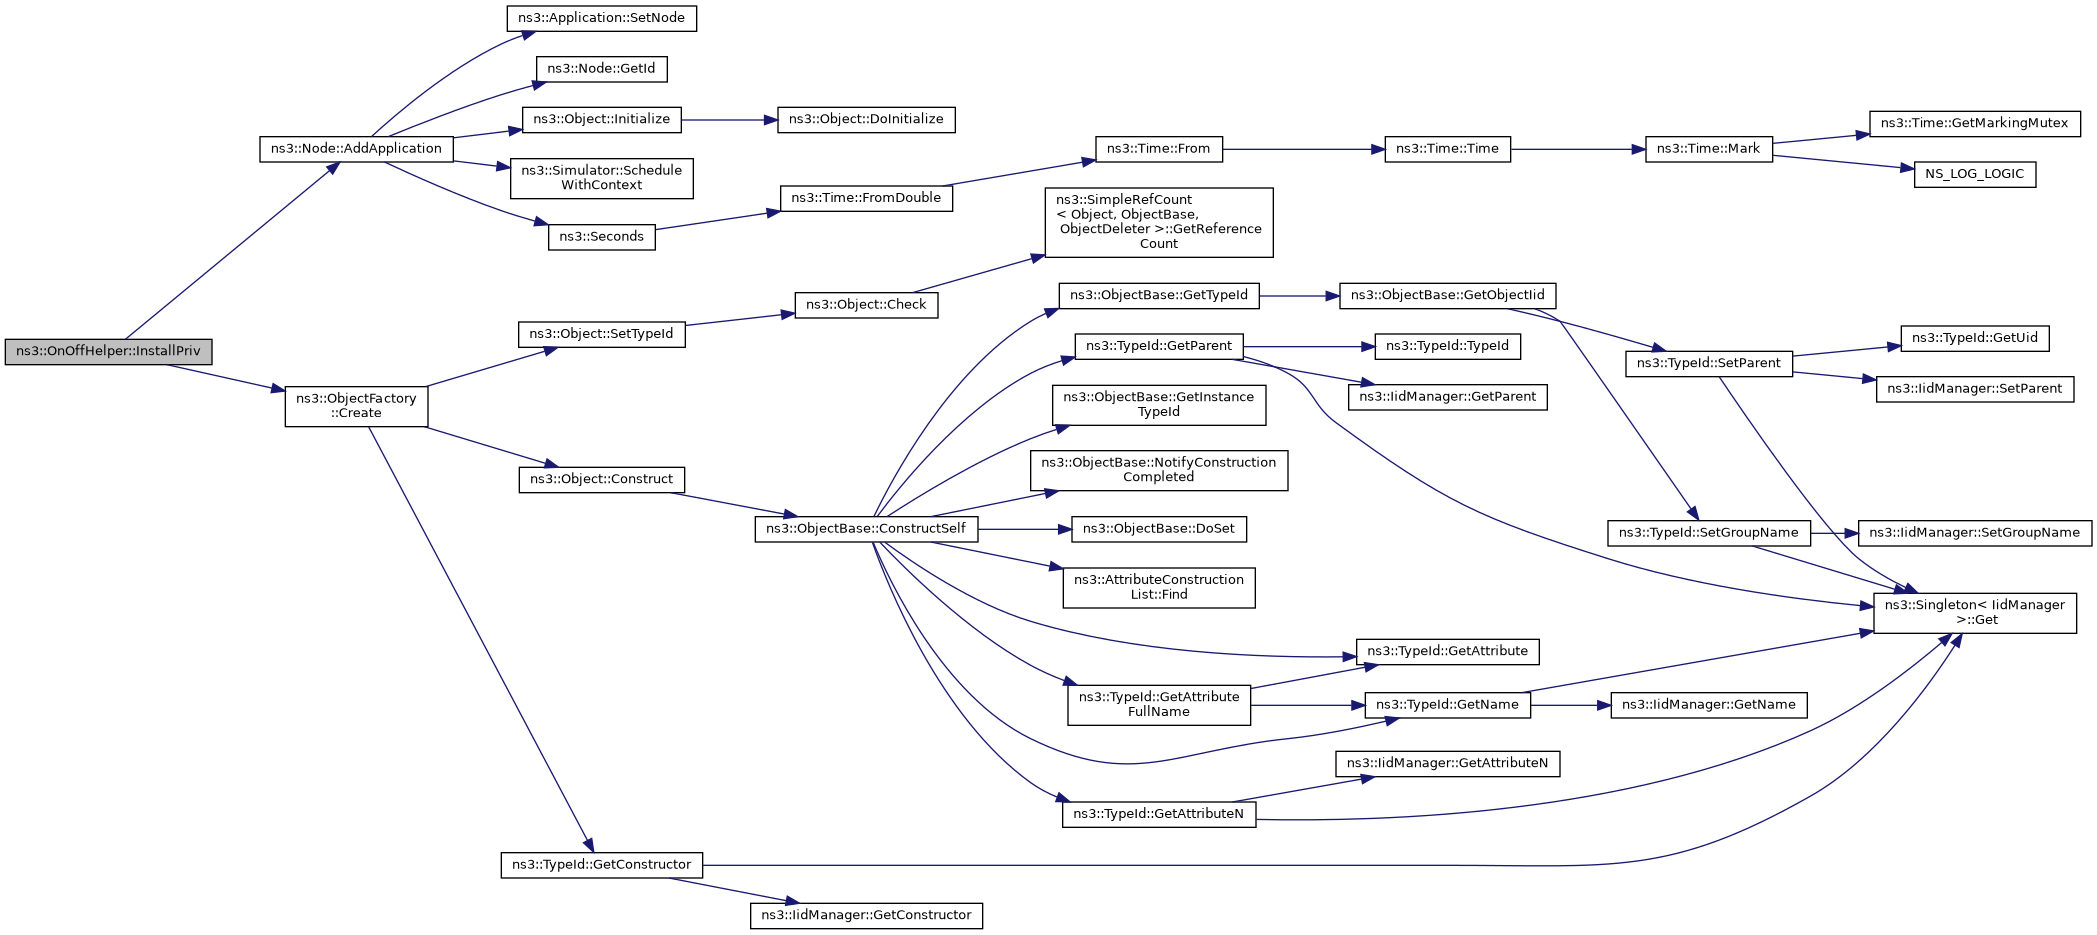 ns3::Application::SetNode
ns3::Node::GetId
ns3::Object::Initialize
ns3::Object::DoInitialize
ns3::Time::GetMarkingMutex
ns3::Node::AddApplication
ns3::Time::From
ns3::Time::Time
ns3::Time::Mark
ns3::Simulator::Schedule
WithContext
NS_LOG_LOGIC
ns3::Time::FromDouble
ns3::SimpleRefCount
< Object, ObjectBase,
ObjectDeleter >::GetReference
Count
ns3::Seconds
ns3::ObjectBase::GetTypeId
ns3::ObjectBase::GetObjectIid
ns3::Object::Check
ns3::Object::SetTypeId
ns3::TypeId::GetParent
ns3::TypeId::TypeId
ns3::TypeId::GetUid
ns3::OnOffHelper::InstallPriv
ns3::TypeId::SetParent
ns3::IidManager::SetParent
ns3::ObjectFactory
::Create
ns3::ObjectBase::GetInstance
TypeId
ns3::IidManager::GetParent
ns3::ObjectBase::NotifyConstruction
Completed
ns3::Object::Construct
ns3::ObjectBase::ConstructSelf
ns3::ObjectBase::DoSet
ns3::TypeId::SetGroupName
ns3::IidManager::SetGroupName
ns3::AttributeConstruction
List::Find
ns3::Singleton< IidManager
>::Get
ns3::TypeId::GetAttribute
ns3::TypeId::GetAttribute
FullName
ns3::TypeId::GetName
ns3::IidManager::GetName
ns3::IidManager::GetAttributeN
ns3::TypeId::GetAttributeN
ns3::TypeId::GetConstructor
ns3::IidManager::GetConstructor